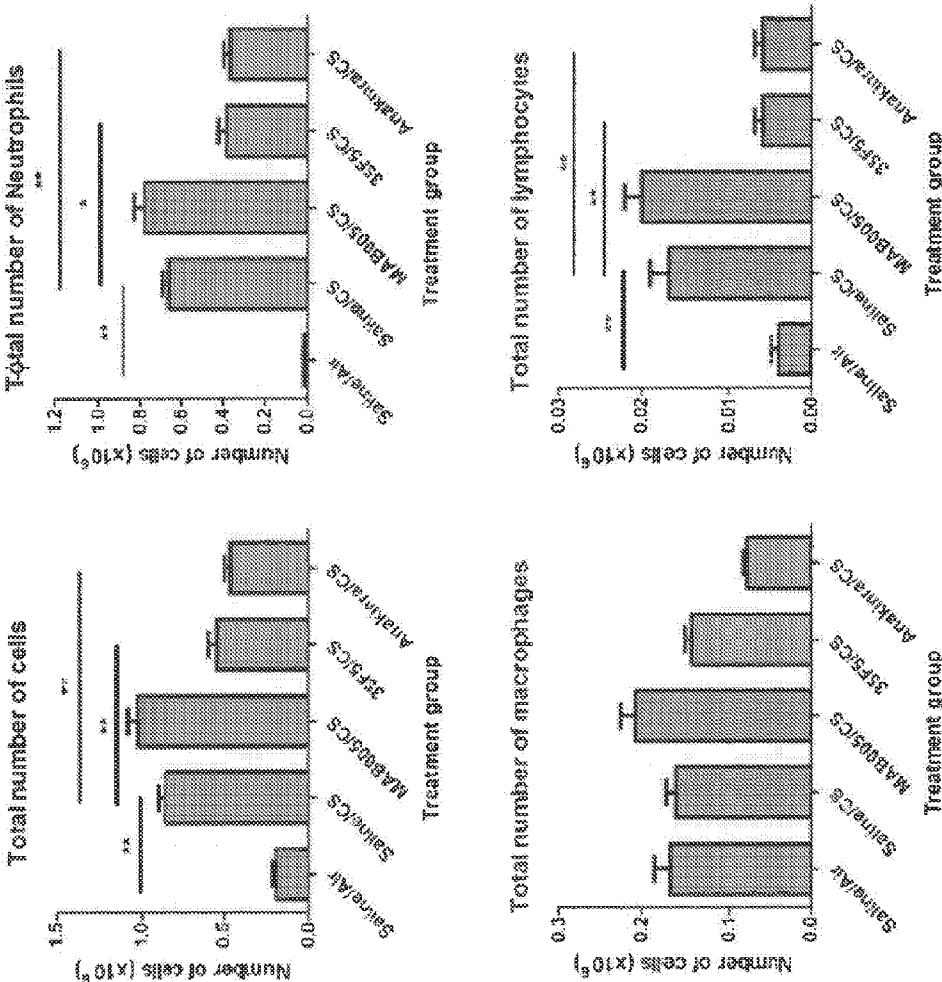 Total number of cells
Number of cells (x10⁶)
1.5
1.0
0.5
0.0
**
**
**
Saline/Air
Saline/CS
MAB005/CS
35F5/CS
Anakinra/CS
Treatment group
Total number of Neutrophils
Number of cells (x10⁶)
1.2
1.0
0.8
0.6
0.4
0.2
0.0
**
*
**
Saline/Air
Saline/CS
MAB005/CS
35F5/CS
Anakinra/CS
Treatment group
Total number of macrophages
Number of cells (x10⁶)
0.3
0.2
0.1
0.0
Saline/Air
Saline/CS
MAB005/CS
35F5/CS
Anakinra/CS
Treatment group
Total number of lymphocytes
Number of cells (x10⁶)
0.03
0.02
0.01
0.00
**
**
**
Saline/Air
Saline/CS
MAB005/CS
35F5/CS
Anakinra/CS
Treatment group